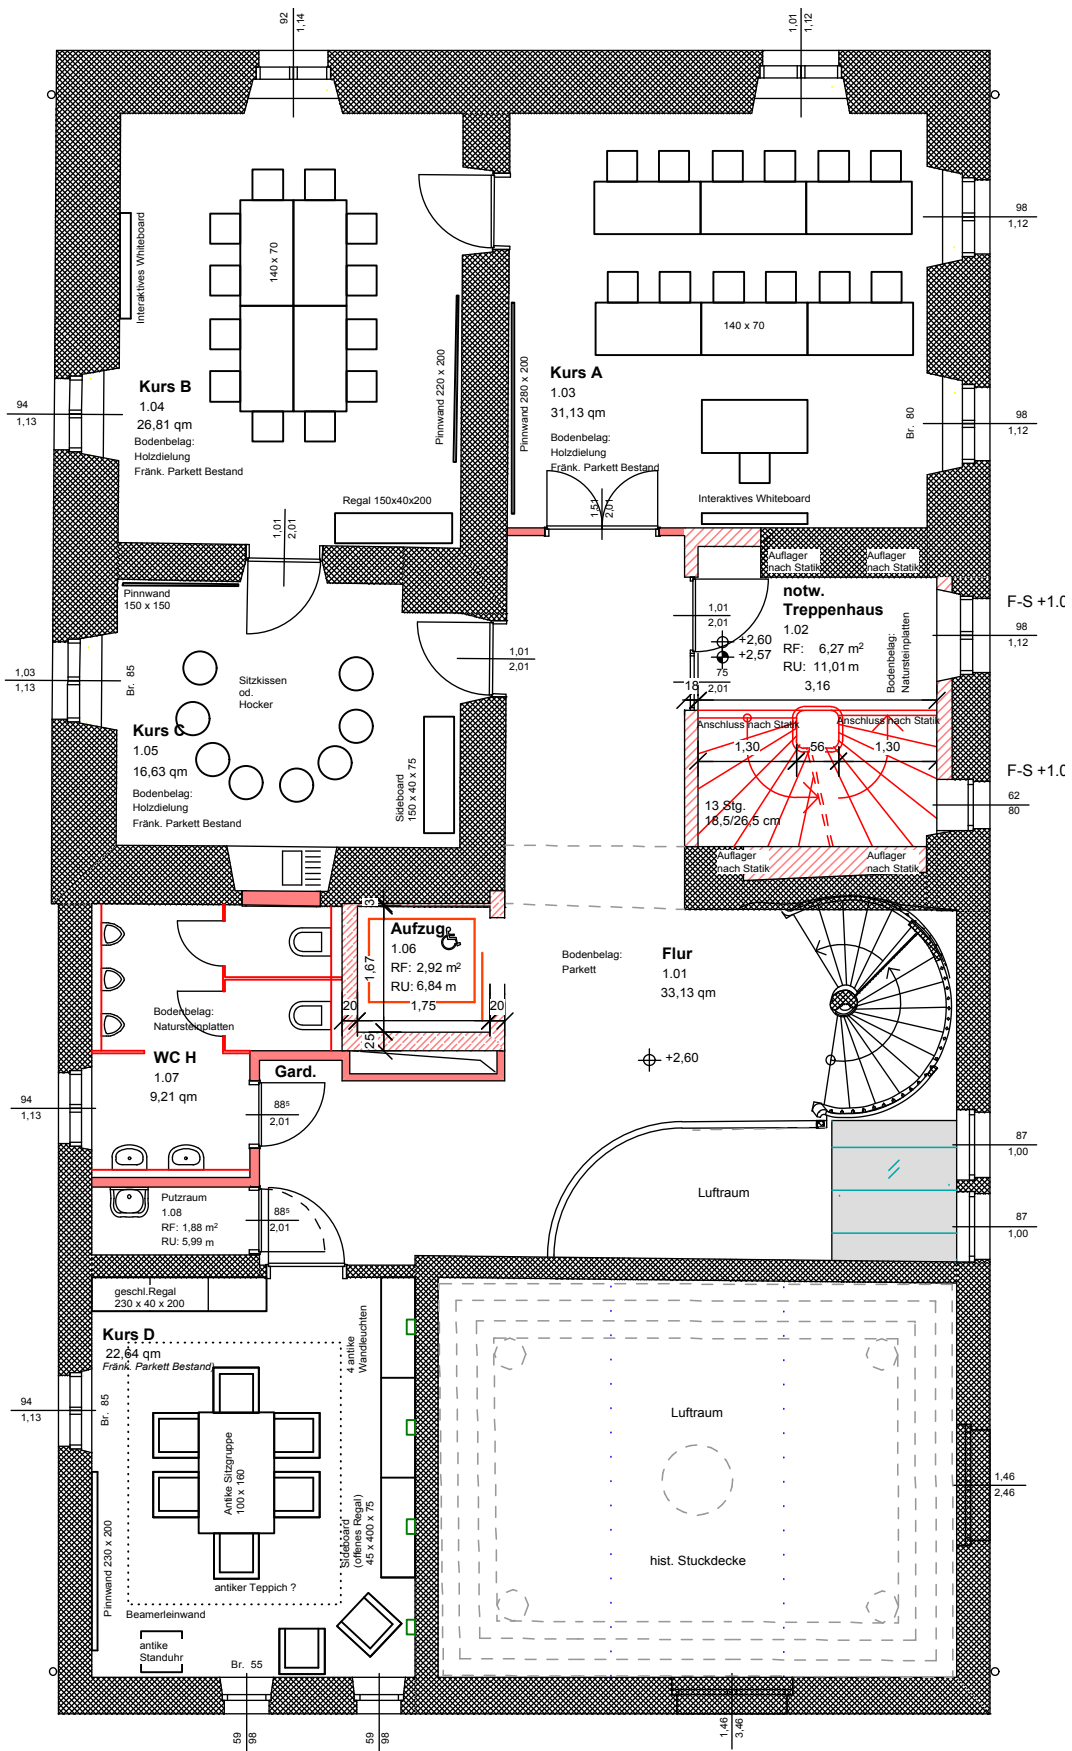 92
1,14
1,01
1,12
98
1,12
Interaktives Whiteboard
140 x 70
Kurs B
1.04
26,81 qm
Bodenbelag:
Holzdielung
Fränk. Parkett Bestand
94
1,13
Pinnwand 220 x 200
Regal 150x40x200
Pinnwand 280 x 200
140 x 70
Kurs A
1.03
31,13 qm
Bodenbelag:
Holzdielung
Fränk. Parkett Bestand
Br. 80
98
1,12
Interaktives Whiteboard
1,51
2,01
1,01
2,01
Auflager
nach Statik
Auflager
nach Statik
Pinnwand
150 x 150
notw.
Treppenhaus
1.02
RF: 6,27 m²
RU: 11,01 m
3,16
Bodenbelag:
Natursteinplatten
F-S +1.0
98
1,12
1,01
2,01
+2,60
+2,57
75
2,01
18
1,01
2,01
1,03
1,13
Br. 85
Sitzkissen
od.
Hocker
Kurs C
1.05
16,63 qm
Bodenbelag:
Holzdielung
Fränk. Parkett Bestand
Sideboard
150 x 40 x 75
Anschluss nach Statik
Anschluss nach Statik
1,30
56
1,30
13 Stg.
18,5/26,5 cm
F-S +1.0
62
80
Auflager
nach Statik
Auflager
nach Statik
3
Aufzug
1.06
RF: 2,92 m²
RU: 6,84 m
1,67
1,75
20
20
25
Bodenbelag:
Parkett
Flur
1.01
33,13 qm
+2,60
Bodenbelag:
Natursteinplatten
WC H
1.07
9,21 qm
Gard.
88⁵
2,01
94
1,13
87
1,00
Putzraum
1.08
RF: 1,88 m²
RU: 5,99 m
88⁵
2,01
Luftraum
87
1,00
geschl.Regal
230 x 40 x 200
Kurs D
22,64 qm
Fränk. Parkett Bestand)
4 antike
Wandleuchten
94
1,13
Br. 85
Antike Sitzgruppe
100 x 160
Sideboard
(offenes Regal)
45 x 400 x 75
Pinnwand 230 x 200
antiker Teppich ?
Beamerleinwand
antike
Standuhr
Br. 55
Luftraum
hist. Stuckdecke
1,46
2,46
59
98
59
98
1,46
3,46